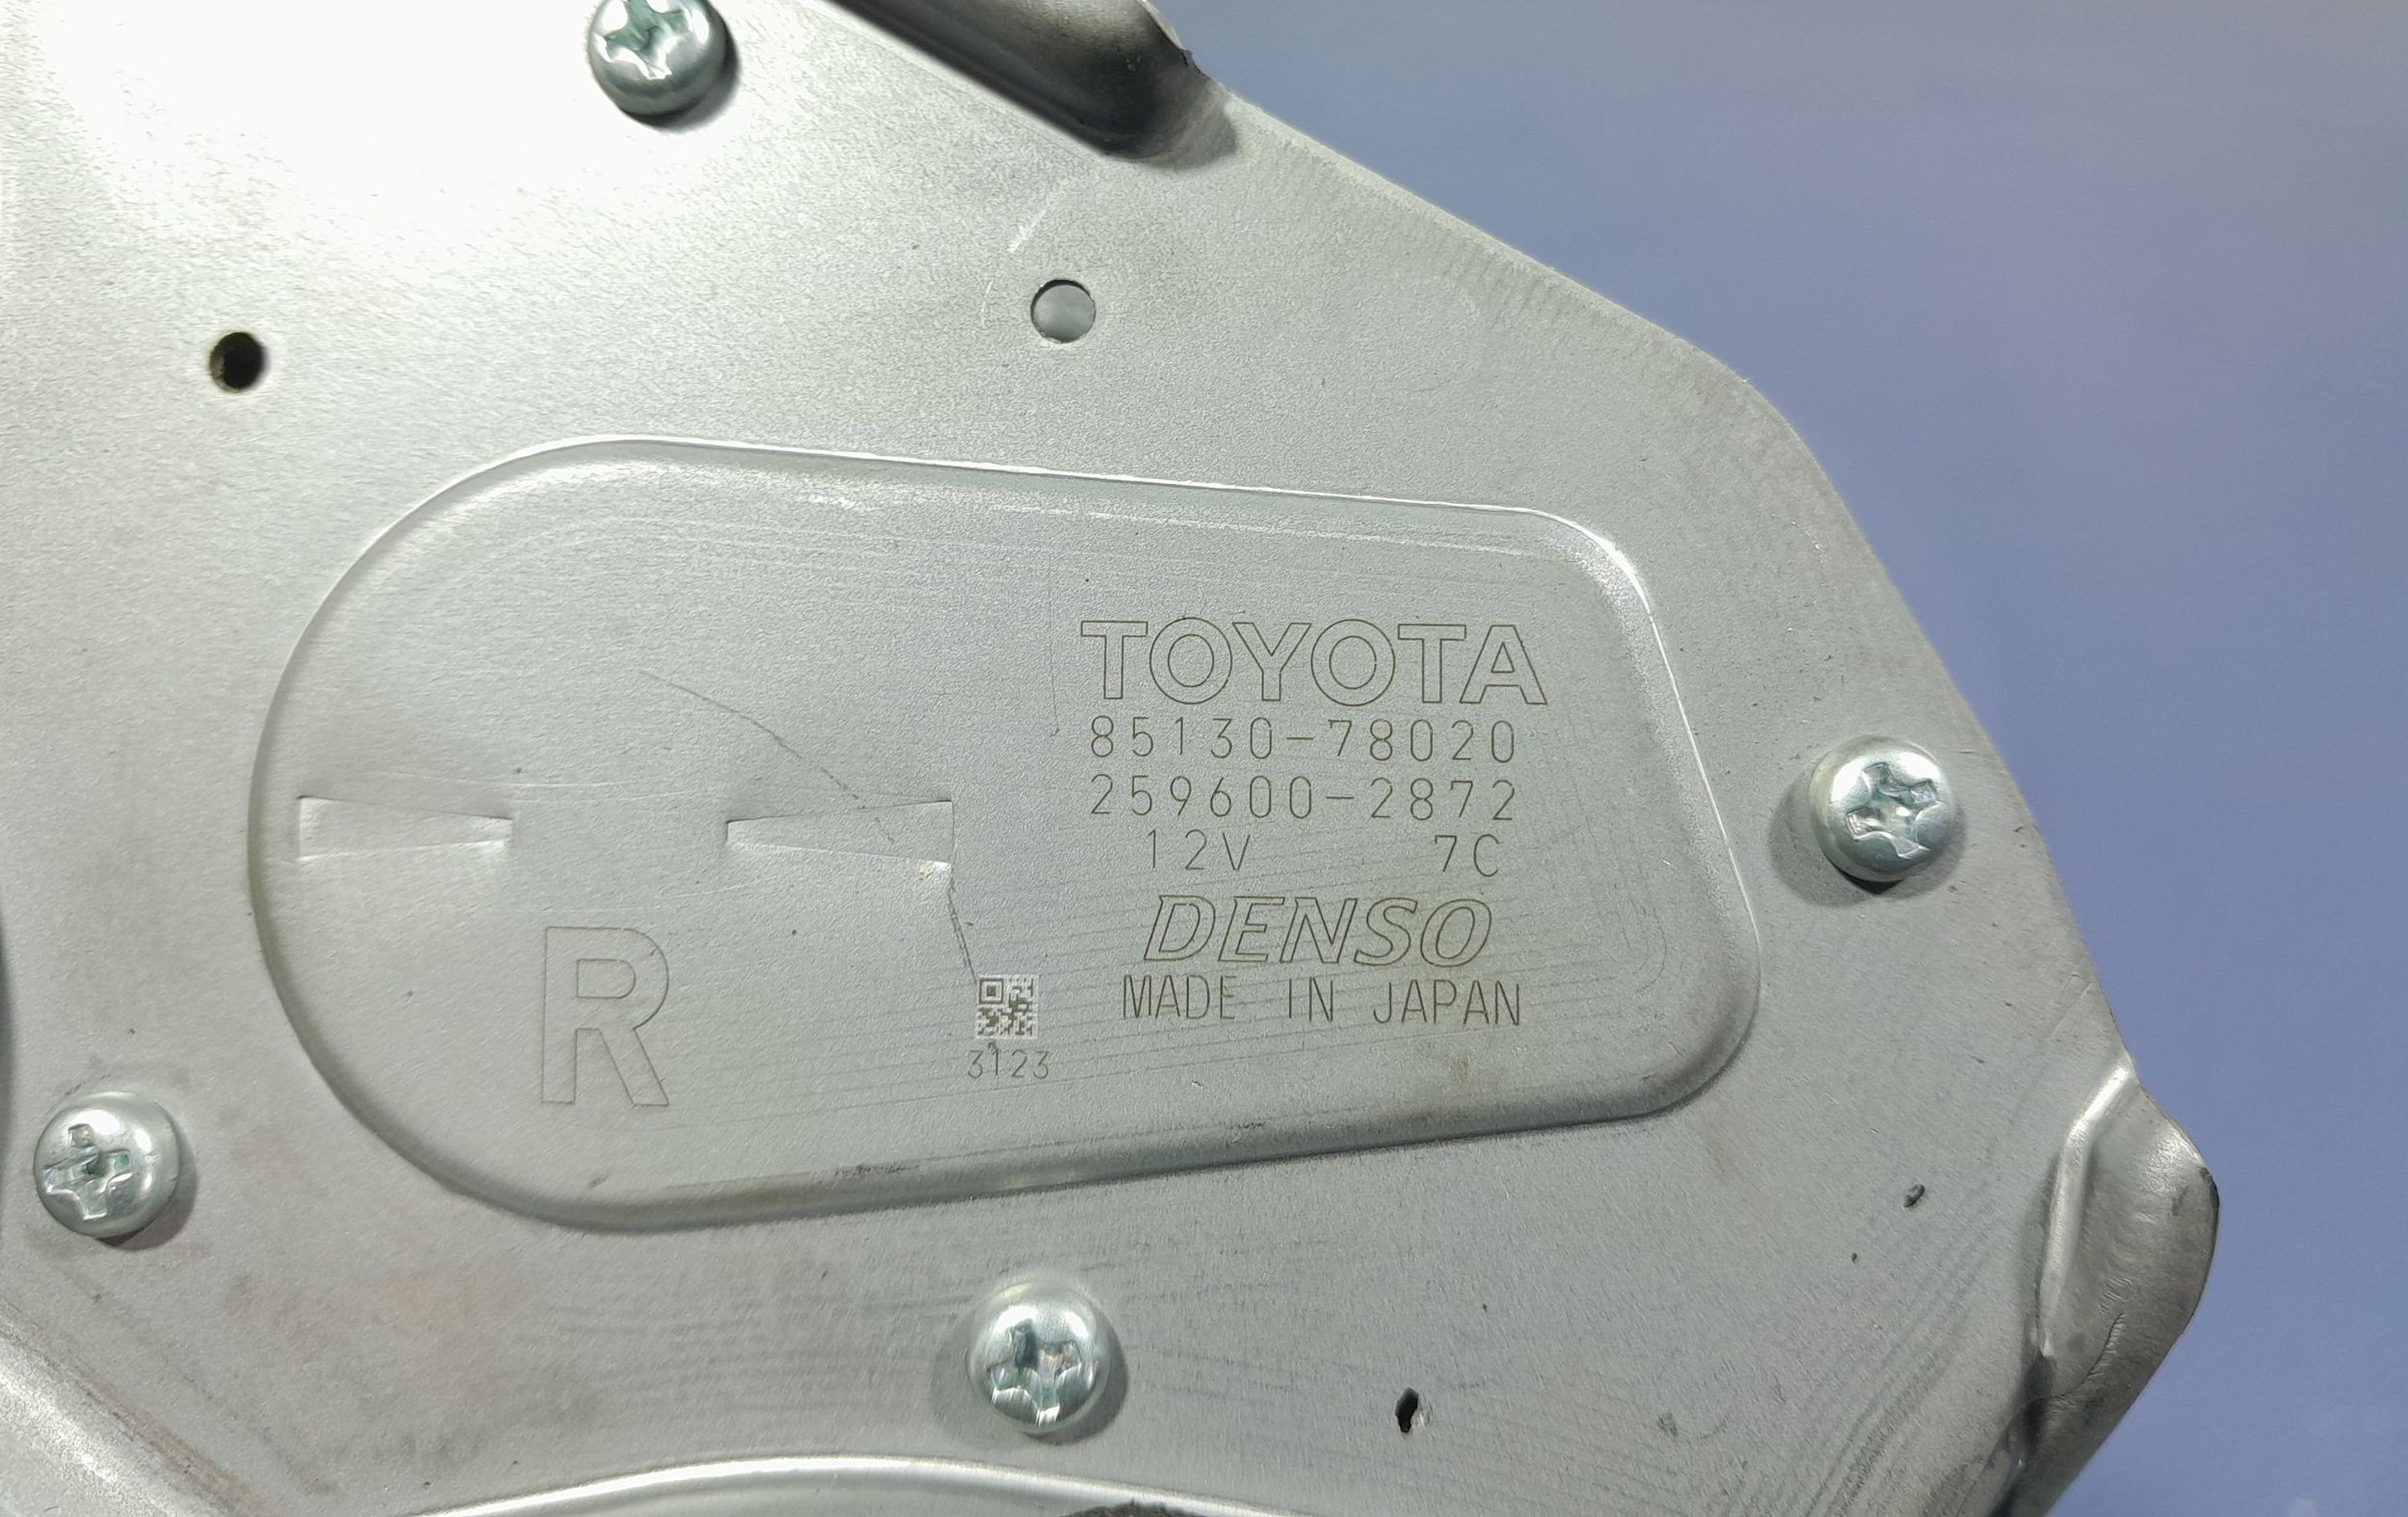 TOYOTA
85130-78020
259600-2872
12V 7C
DENSO
MADE IN JAPAN
R
3123